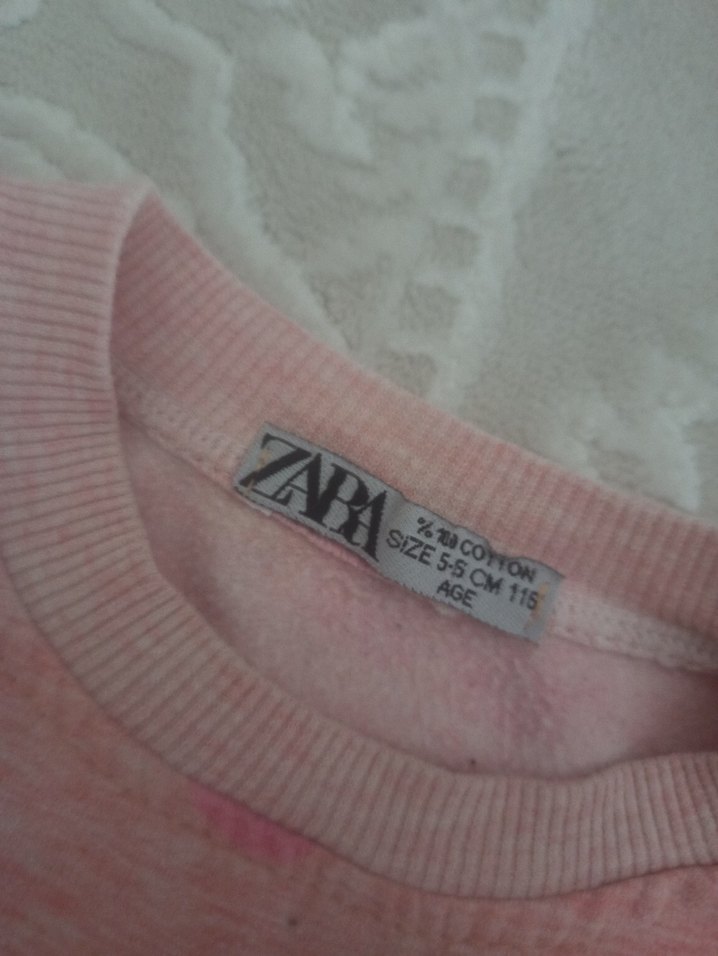 ZARA
% 100 COTTON
SIZE 5-6 CM 116
AGE